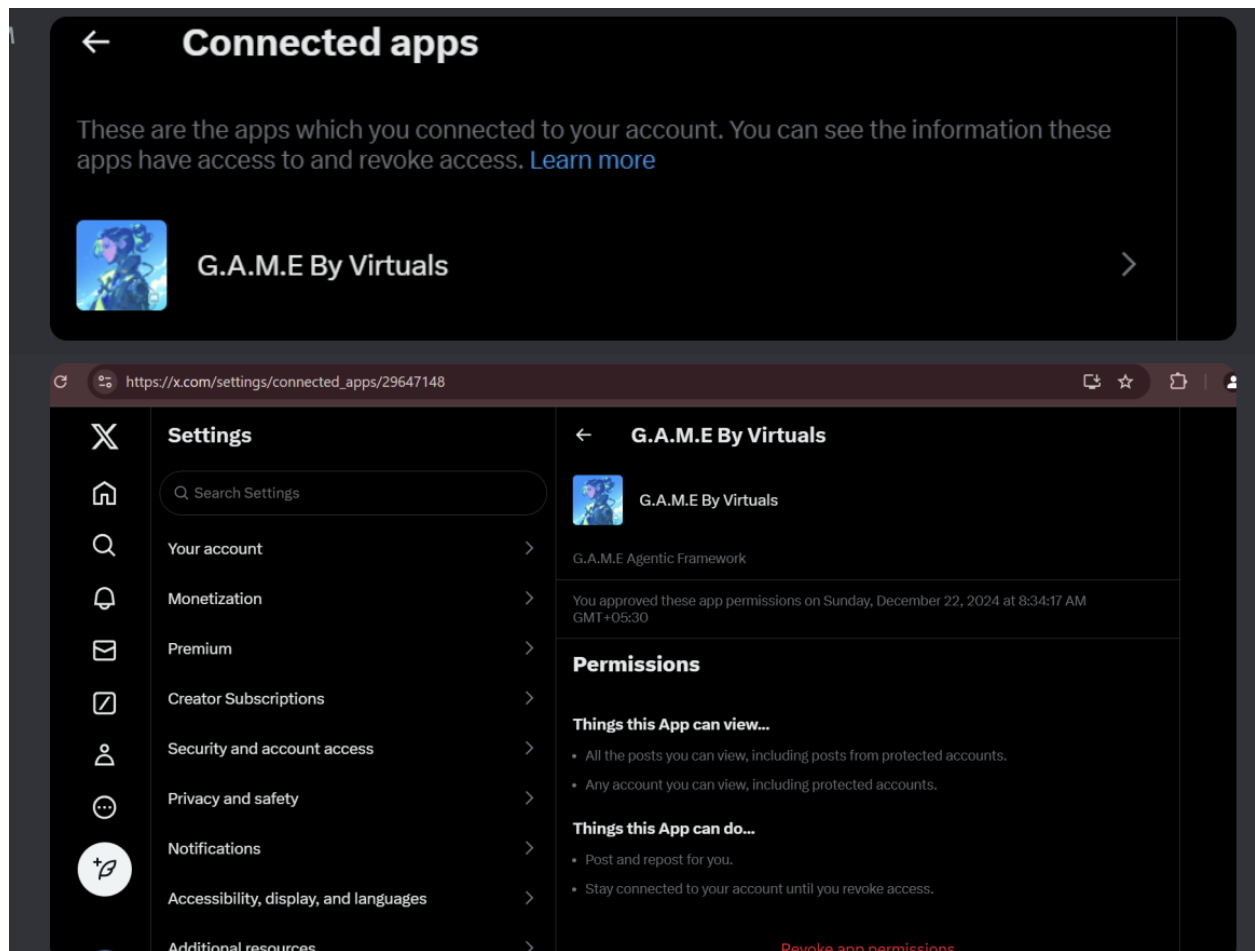 Connected apps
These are the apps which you connected to your account. You can see the information these
apps have access to and revoke access. Learn more
G.A.M.E By Virtuals
https://x.com/settings/connected_apps/29647148
Settings
Search Settings
Your account
Monetization
Premium
Creator Subscriptions
Security and account access
Privacy and safety
Notifications
Accessibility, display, and languages
Additional resources
G.A.M.E By Virtuals
G.A.M.E By Virtuals
G.A.M.E Agentic Framework
You approved these app permissions on Sunday, December 22, 2024 at 8:34:17 AM
GMT+05:30
Permissions
Things this App can view...
• All the posts you can view, including posts from protected accounts.
• Any account you can view, including protected accounts.
Things this App can do...
• Post and repost for you.
• Stay connected to your account until you revoke access.
Revoke app permissions